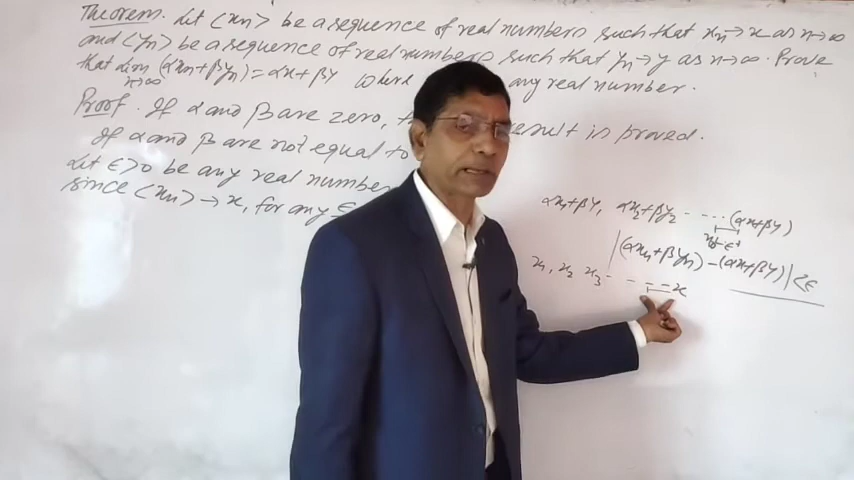 Theorem. Let <xn> be a sequence of real numbers such that xn→x as n→∞
and <yn> be a sequence of real numbers such that yn→y as n→∞. Prove
that lim n→∞ (αxn+βyn)=αx+βy where any real number.
Proof. If α and β are zero, result is proved.
If α and β are not equal to
Let ϵ>0 be any real number
since <xn> → x, for any ε
αx1+βy1, αx2+βy2 - - ... (αx+βy)
|(αxn+βyn) - (αx+βy)|<ϵ
x1, x2 x3 - - - - x